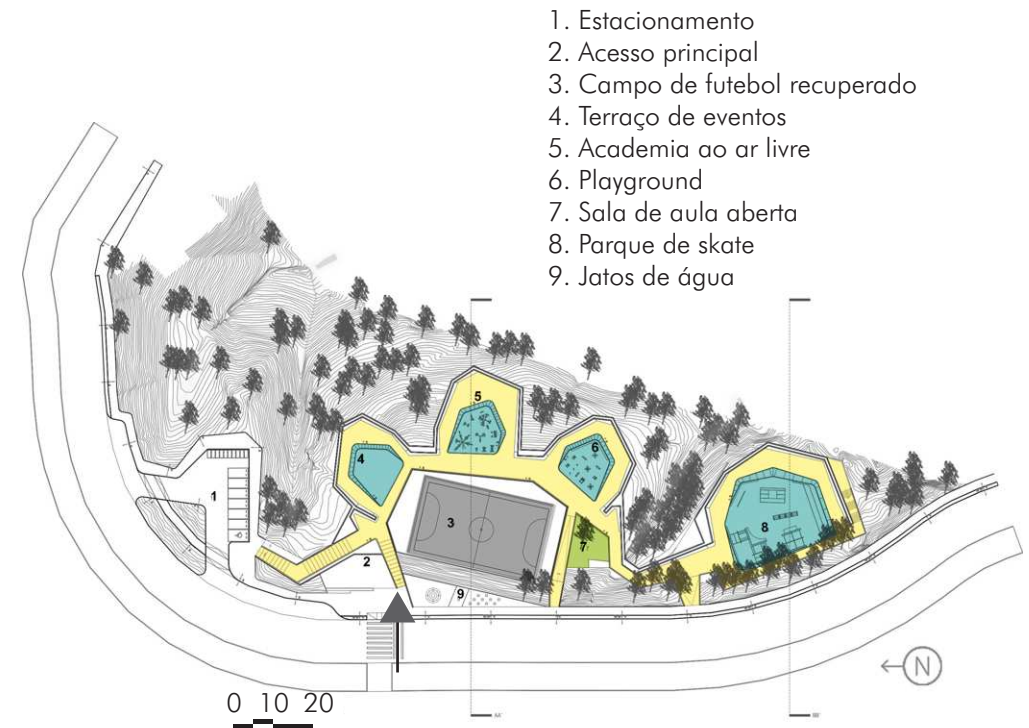 1. Estacionamento
2. Acesso principal
3. Campo de futebol recuperado
4. Terraço de eventos
5. Academia ao ar livre
6. Playground
7. Sala de aula aberta
8. Parque de skate
9. Jatos de água
5
4
6
1
3
8
7
2
9
N
0 10 20